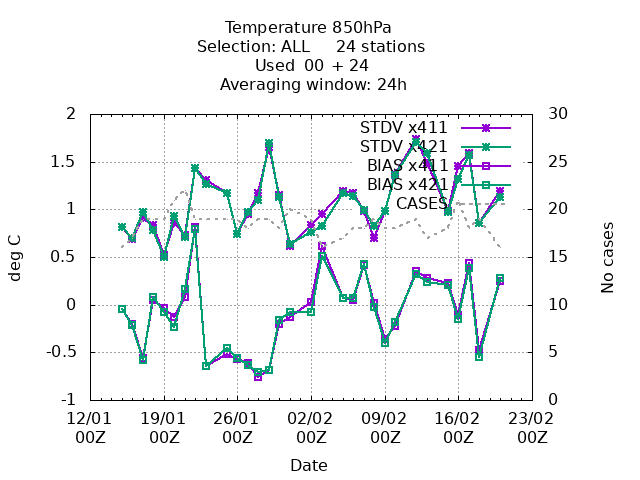 Temperature 850hPa
Selection: ALL 24 stations
Used 00 + 24
Averaging window: 24h
2
1.5
1
0.5
0
-0.5
-1
deg C
30
25
20
15
10
5
0
No cases
STDV x411
STDV x421
BIAS x411
BIAS x421
CASES
12/01 19/01 26/01 02/02 09/02 16/02 23/02
00Z 00Z 00Z 00Z 00Z 00Z 00Z
Date